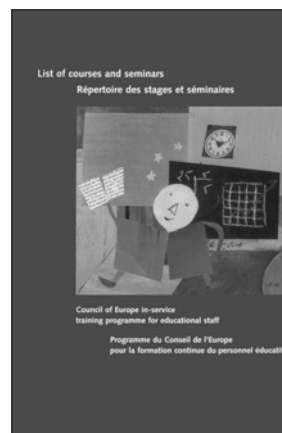 List of courses and seminars
Répertoire des stages et séminaires
Council of Europe in-service
training programme for educational staff
Programme du Conseil de l'Europe
pour la formation continue du personnel éducatif